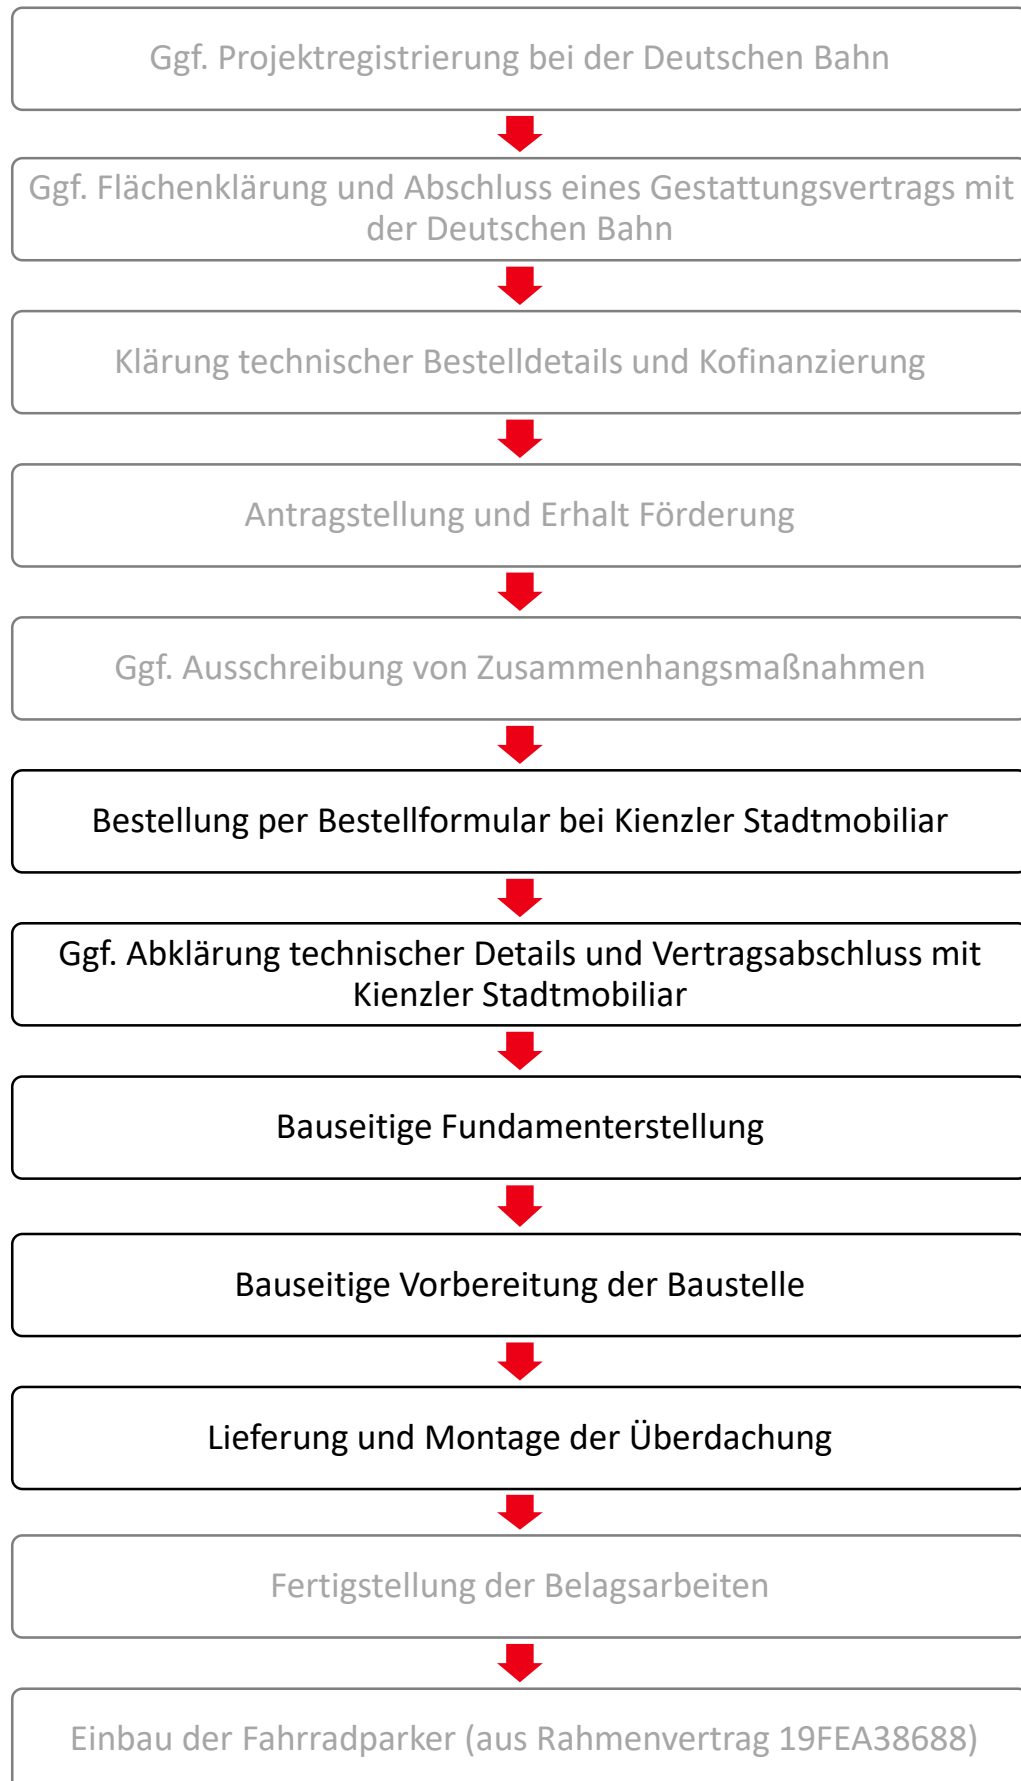 Ggf. Projektregistrierung bei der Deutschen Bahn
Ggf. Flächenklärung und Abschluss eines Gestattungsvertrags mit
der Deutschen Bahn
Klärung technischer Bestelldetails und Kofinanzierung
Antragstellung und Erhalt Förderung
Ggf. Ausschreibung von Zusammenhangsmaßnahmen
Bestellung per Bestellformular bei Kienzler Stadtmobiliar
Ggf. Abklärung technischer Details und Vertragsabschluss mit
Kienzler Stadtmobiliar
Bauseitige Fundamenterstellung
Bauseitige Vorbereitung der Baustelle
Lieferung und Montage der Überdachung
Fertigstellung der Belagsarbeiten
Einbau der Fahrradparker (aus Rahmenvertrag 19FEA38688)